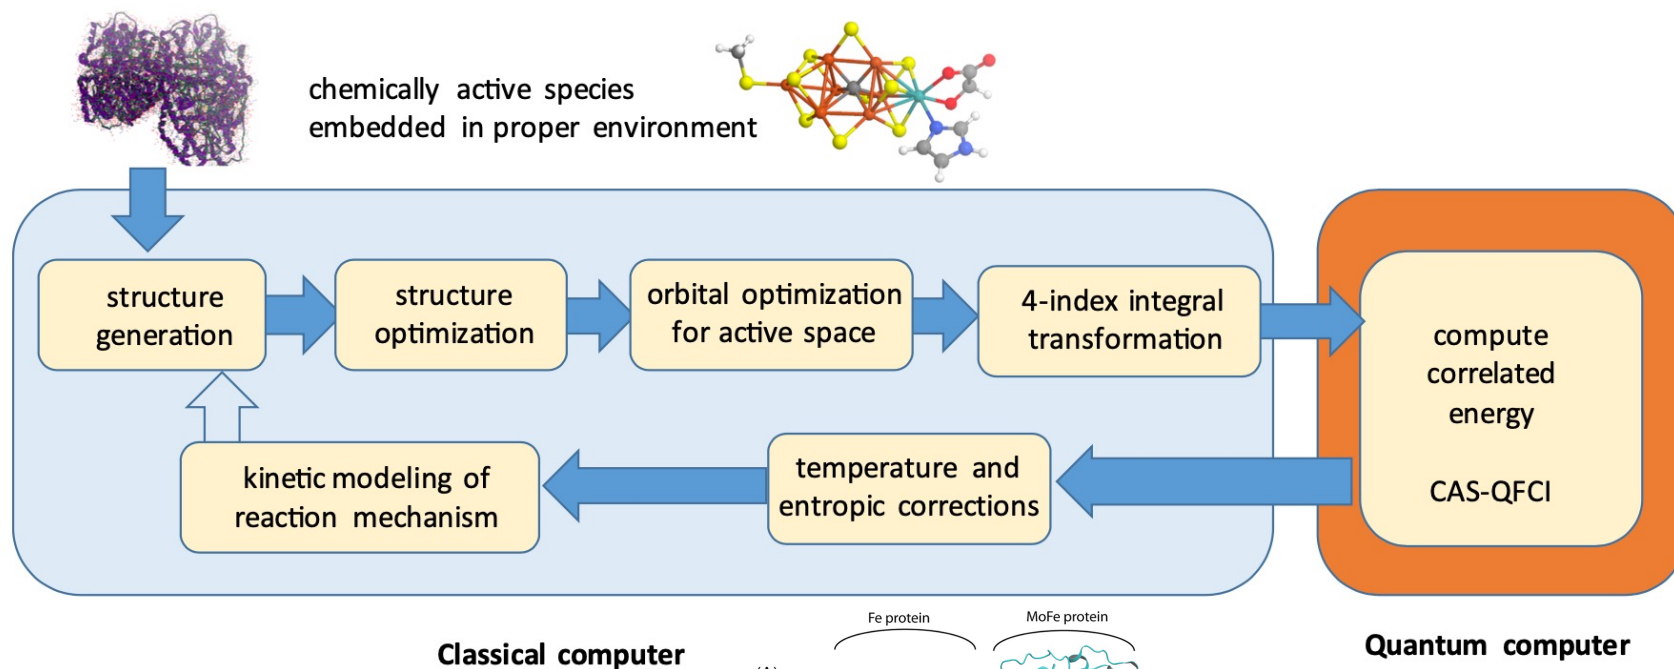 chemically active species
embedded in proper environment
structure
generation
structure
optimization
orbital optimization
for active space
4-index integral
transformation
compute
correlated
energy
CAS-QFCI
temperature and
entropic corrections
kinetic modeling of
reaction mechanism
Classical computer
Quantum computer
Fe protein
MoFe protein